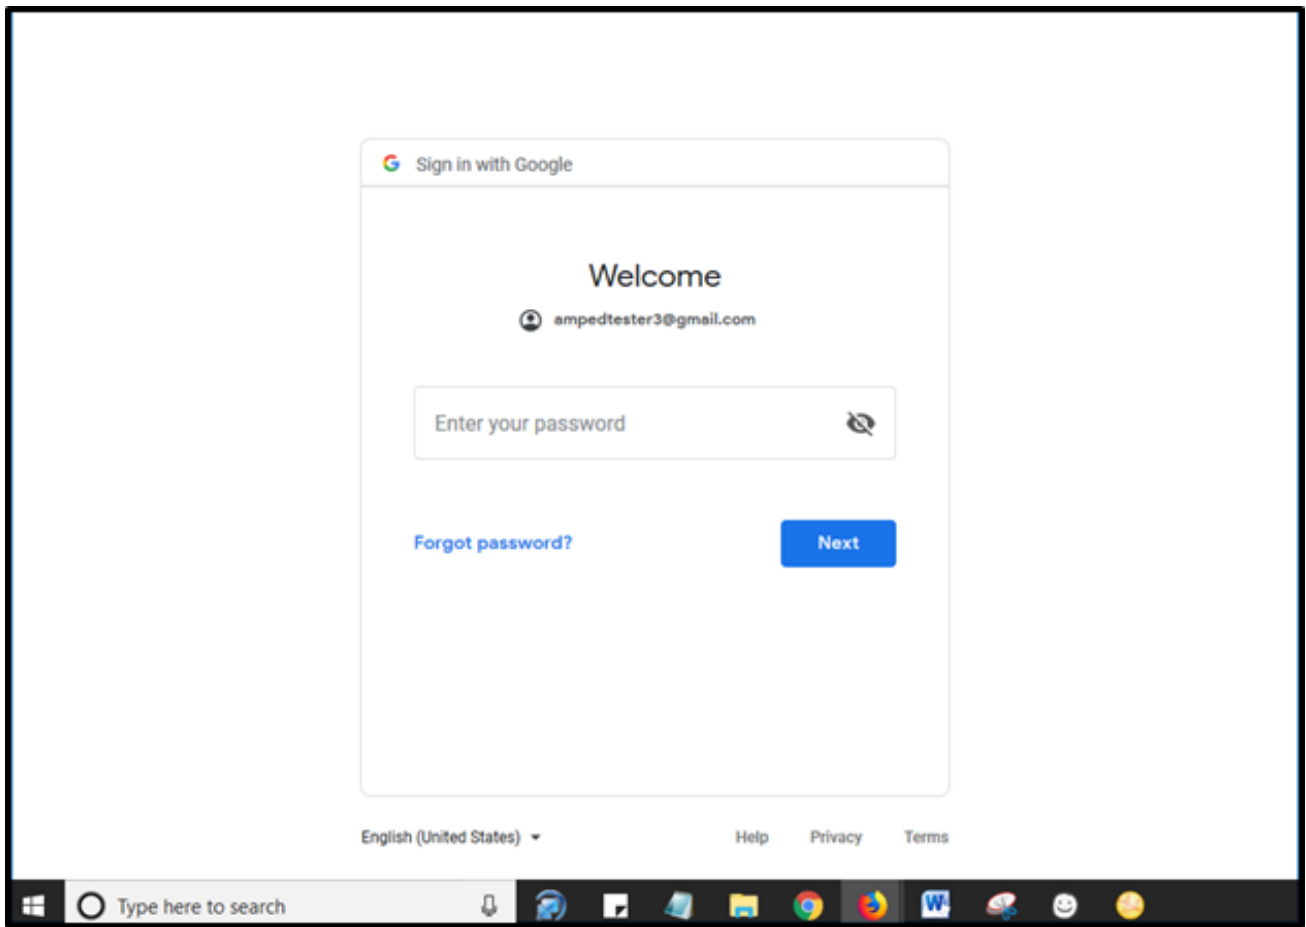 Sign in with Google
Welcome
ampedtester3@gmail.com
Enter your password
Forgot password?
Next
English (United States)
Help Privacy Terms
Type here to search